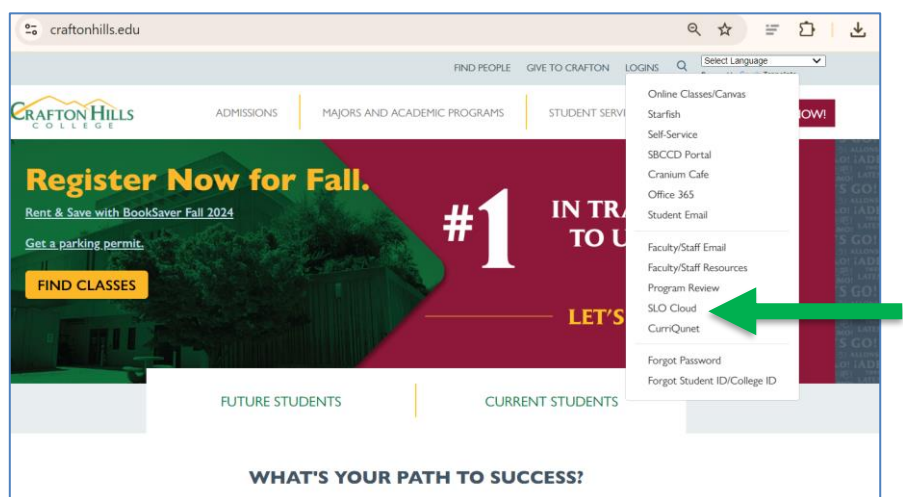 craftonhills.edu
FIND PEOPLE GIVE TO CRAFTON LOGINS Select Language
CRAFTON HILLS
COLLEGE
ADMISSIONS MAJORS AND ACADEMIC PROGRAMS STUDENT SERVI NOW!
Online Classes/Canvas
Starfish
Self-Service
SBCCD Portal
Cranium Cafe
Office 365
Student Email
Faculty/Staff Email
Faculty/Staff Resources
Program Review
SLO Cloud
CurriQunet
Forgot Password
Forgot Student ID/College ID
Register Now for Fall.
Rent & Save with BookSaver Fall 2024
Get a parking permit.
FIND CLASSES
#1 IN TRA
TO U
LET'S
FUTURE STUDENTS CURRENT STUDENTS
WHAT'S YOUR PATH TO SUCCESS?